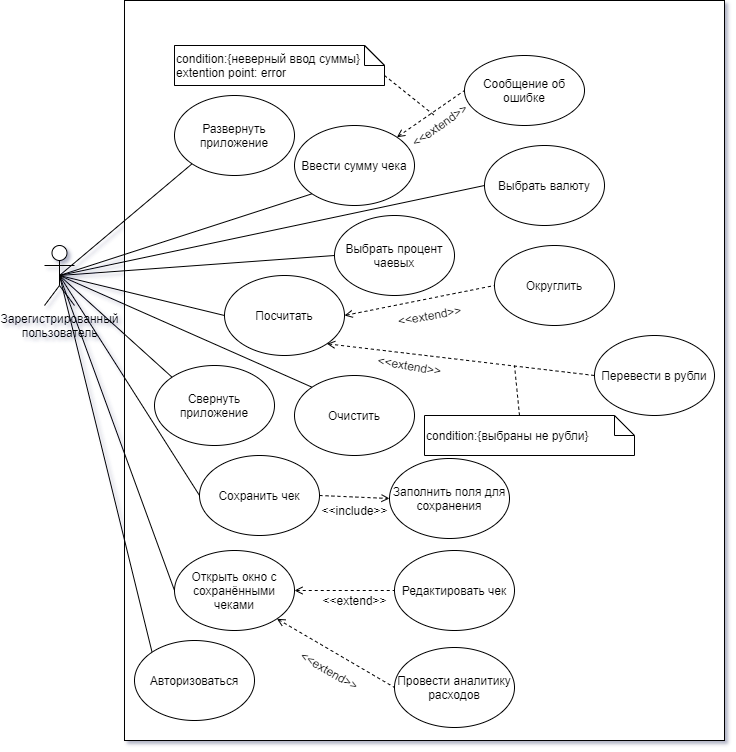 condition:{неверный ввод суммы}
extention point: error
Сообщение об
ошибке
<<extend>>
Развернуть
приложение
Ввести сумму чека
Выбрать валюту
Выбрать процент
чаевых
Зарегистрированный
пользователь
Посчитать
<<extend>>
Округлить
<<extend>>
Перевести в рубли
Свернуть
приложение
Очистить
condition:{выбраны не рубли}
Сохранить чек
<<include>>
Заполнить поля для
сохранения
Открыть окно с
сохранёнными
чеками
<<extend>>
Редактировать чек
<<extend>>
Авторизоваться
Провести аналитику
расходов